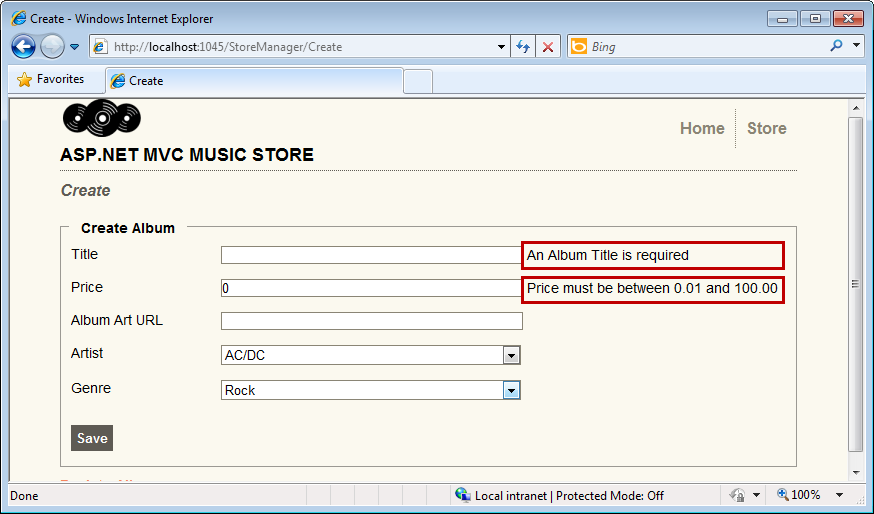 Create - Windows Internet Explorer
http://localhost:1045/StoreManager/Create
Bing
Favorites
Create
Home
Store
ASP.NET MVC MUSIC STORE
Create
Create Album
Title
An Album Title is required
Price
0
Price must be between 0.01 and 100.00
Album Art URL
Artist
AC/DC
Genre
Rock
Save
Done
Local intranet | Protected Mode: Off
100%